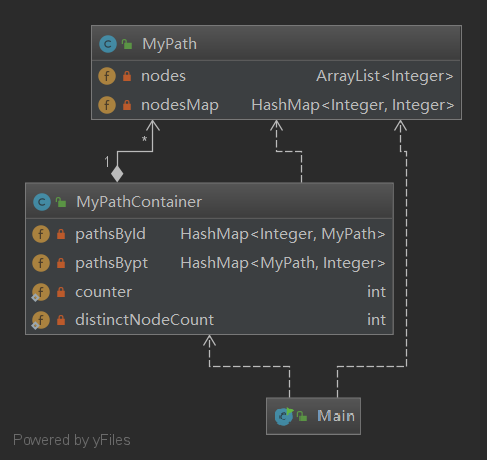 MyPath
nodes ArrayList<Integer>
nodesMap HashMap<Integer, Integer>
*
1
MyPathContainer
pathsById HashMap<Integer, MyPath>
pathsBypt HashMap<MyPath, Integer>
counter int
distinctNodeCount int
Main
Powered by yFiles